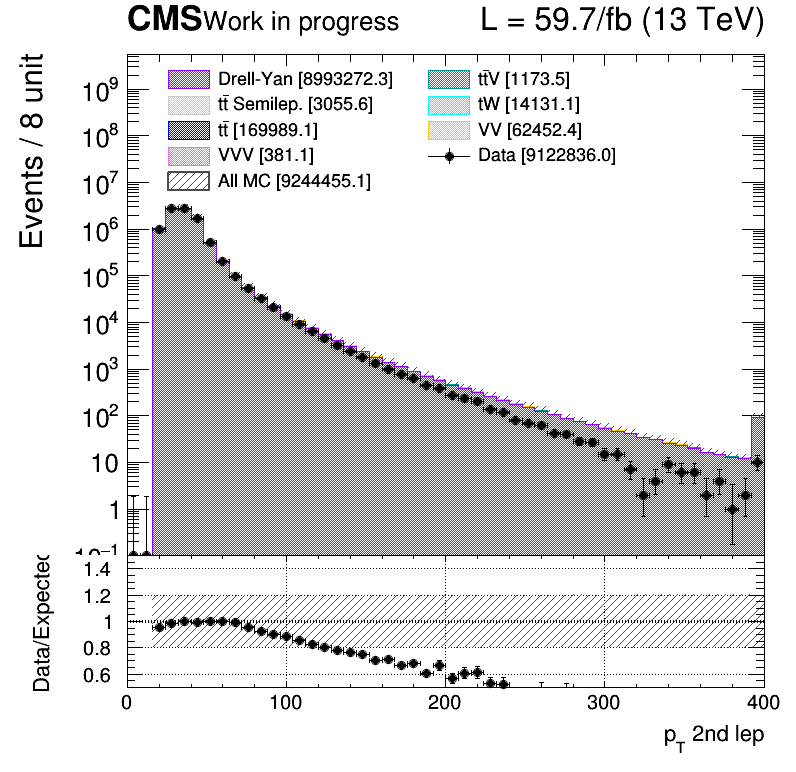 CMS Work in progress L = 59.7/fb (13 TeV)
Events / 8 unit
Drell-Yan [8993272.3]
tt̄ Semilep. [3055.6]
tt̄ [169989.1]
VVV [381.1]
All MC [9244455.1]
tt̄V [1173.5]
tW [14131.1]
VV [62452.4]
Data [9122836.0]
10⁹
10⁸
10⁷
10⁶
10⁵
10⁴
10³
10²
10
1
10⁻¹
Data/Expected
1.4
1.2
1
0.8
0.6
0 100 200 300 400
p_T 2nd lep